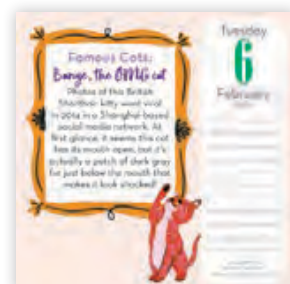 Famous Cats:
Banye, the OMG cat
Photos of this British
Shorthair kitty went viral
in 2014 in a Shanghai-based
social media network. At
first glance, it seems this cat
has its mouth open, but it's
actually a patch of dark gray
fur just below the mouth that
makes it look shocked!
Tuesday
6
February